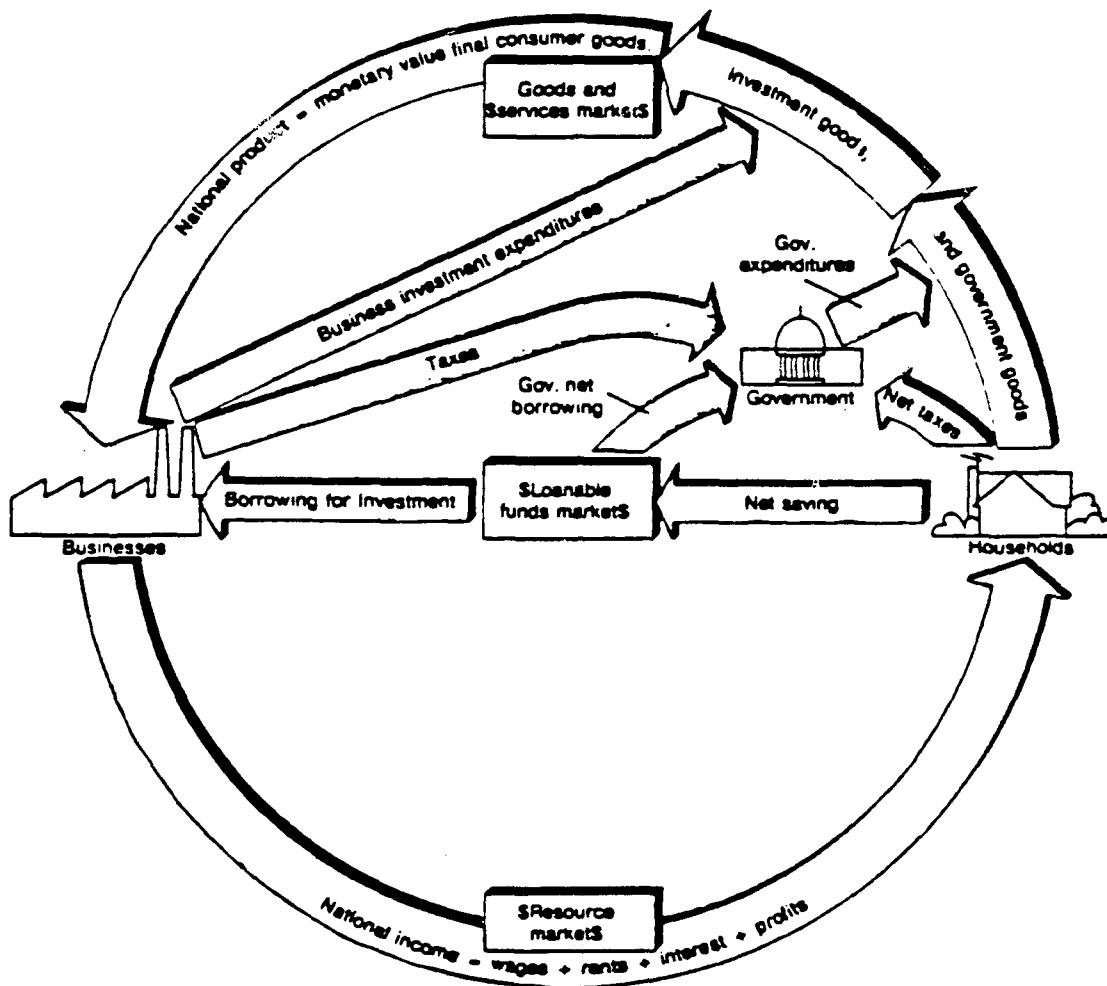 National product = monetary value final consumer goods,
Goods and
$services market$
investment goods,
and government goods
Business investment expenditures
Gov.
expenditures
Taxes
Gov. net
borrowing
Government
Net taxes
Borrowing for Investment
$Loanable
funds market$
Net saving
Businesses
Households
$Resource
market$
National income = wages + rents + interest + profits